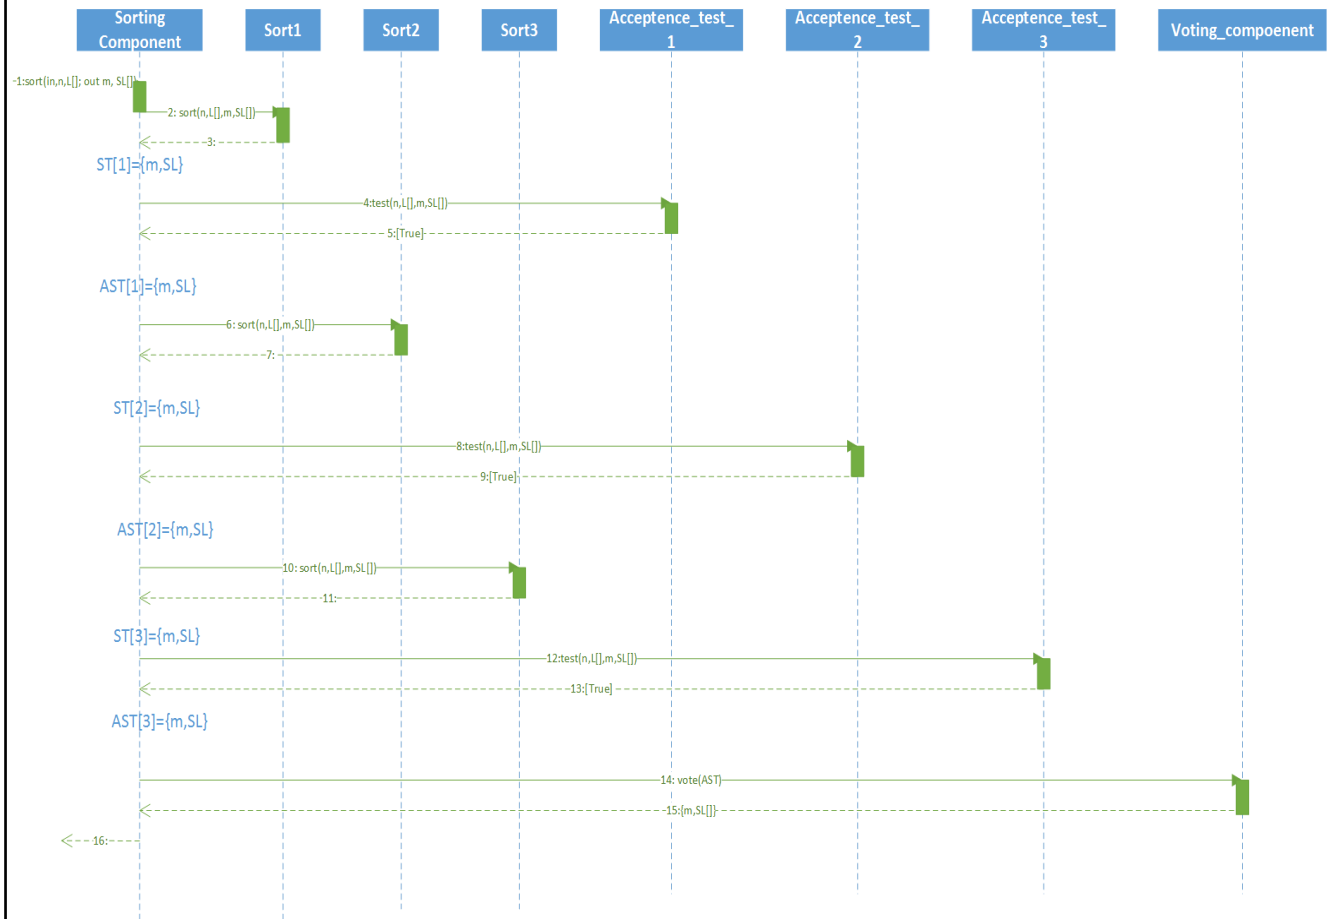 Sorting
Component
Sort1
Sort2
Sort3
Acceptence_test_
1
Acceptence_test_
2
Acceptence_test_
3
Voting_compoenent
1:sort(in,n,L[]; out m, SL[])
2: sort(n,L[],m,SL[])
3:
ST[1]={m,SL}
4:test(n,L[],m,SL[])
5:[True]
AST[1]={m,SL}
6: sort(n,L[],m,SL[])
7:
ST[2]={m,SL}
8:test(n,L[],m,SL[])
9:[True]
AST[2]={m,SL}
10: sort(n,L[],m,SL[])
11:
ST[3]={m,SL}
12:test(n,L[],m,SL[])
13:[True]
AST[3]={m,SL}
14: vote(AST)
15:{m,SL[]}
16: